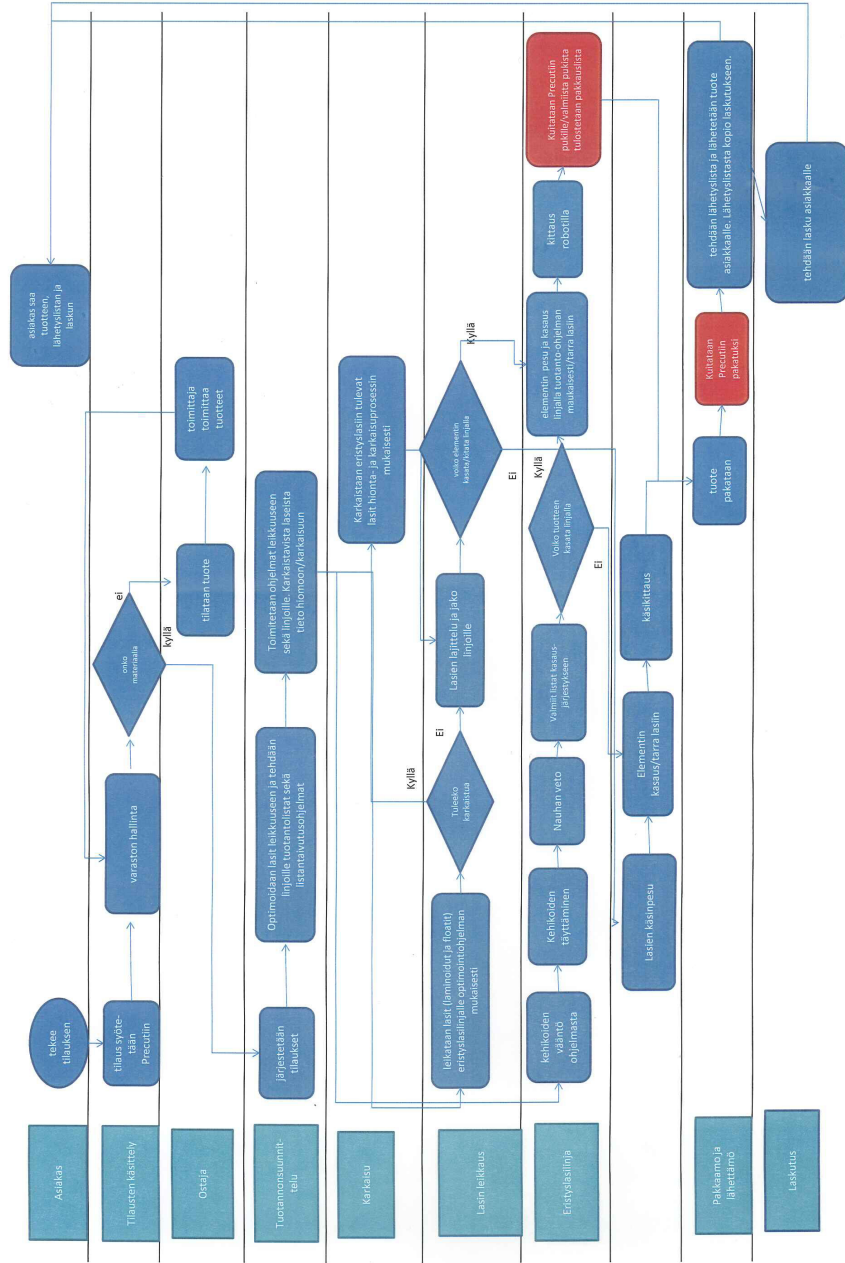 Asiakas
tekee
tilauksen
asiakas saa
tuotteen,
lähetyslistan ja
laskun
Tilausten käsittely
tilaus syöte-
tään
Precutiin
varaston hallinta
onko
materiaalia
ei
kyllä
Ostaja
tilataan tuote
toimittaja
toimittaa
tuotteet
Tuotannonsuunnit-
telu
järjestetään
tilaukset
Optimoidaan lasit leikkuuseen ja tehdään
linjoille tuotantolistat sekä
listantaivutusohjelmat
Toimitetaan ohjelmat leikkuuseen
sekä linjoille. Karkaistavista laseista
tieto hiomoon/karkaisuun
Karkaisu
Karkaistaan eristyslasiin tulevat
lasit hionta- ja karkaisuprosessin
mukaisesti
Kyllä
Lasin leikkaus
leikataan lasit (laminoidut ja floatit)
eristyslasilinjalle optimointiohjelman
mukaisesti
Tuleeko
karkaistua
Ei
Lasien lajittelu ja jako
linjoille
voiko elementin
kasata/kitata linjalla
Kyllä
Ei
Eristyslasilinja
kehikoiden
vääntö
ohjelmasta
Kehikoiden
täyttäminen
Nauhan veto
Valmiit listat kasaus-
järjestykseen
Voiko tuotteen
kasata linjalla
Kyllä
Ei
elementin pesu ja kasaus
linjalla tuotanto-ohjelman
maukaisesti/tarra lasiin
kittaus
robotilla
Kuitataan Precutiin
pukille/valmiista pukista
tulostetaan pakkauslista
Lasien käsinpesu
Elementin
kasaus/tarra lasiin
käsikittaus
Pakkaamo ja
lähettämö
tuote
pakataan
Kuitataan
Precutiin
pakatuksi
tehdään lähetyslista ja lähetetään tuote
asiakkaalle. Lähetyslistasta kopio laskutukseen.
Laskutus
tehdään lasku asiakkaalle